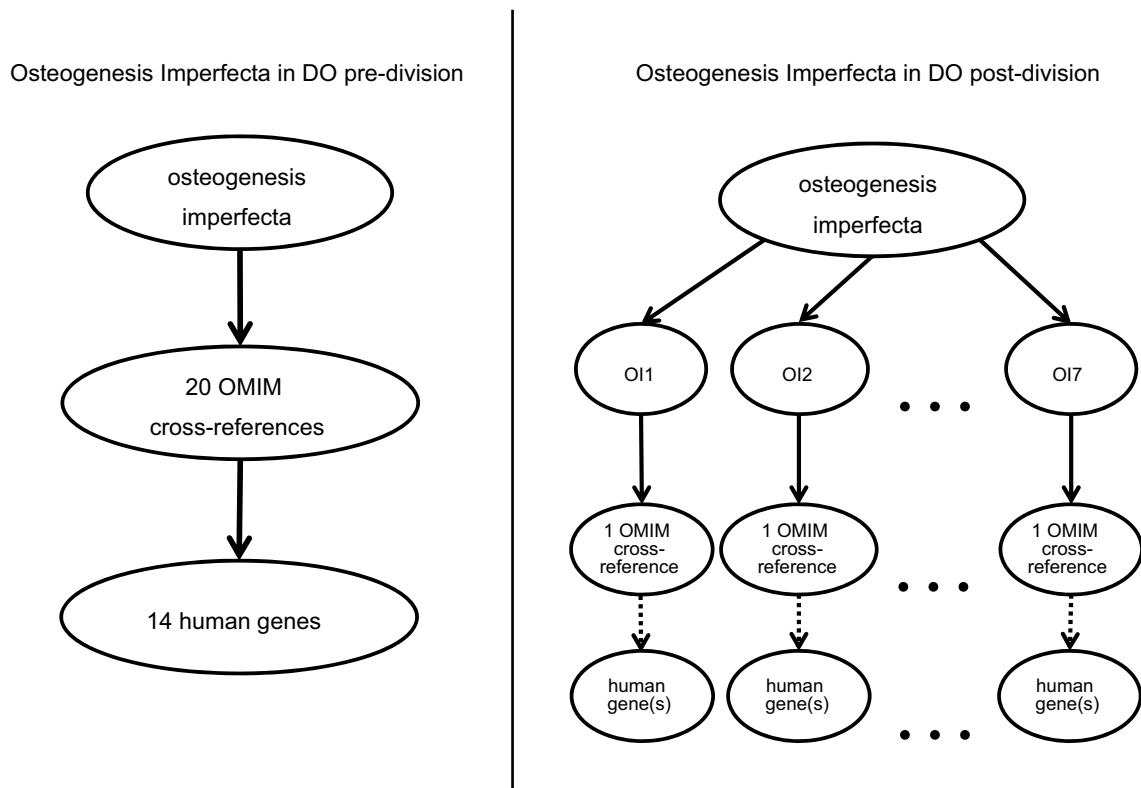 Osteogenesis Imperfecta in DO pre-division
osteogenesis
imperfecta
20 OMIM
cross-references
14 human genes
Osteogenesis Imperfecta in DO post-division
osteogenesis
imperfecta
OI1
OI2
OI7
1 OMIM
cross-
reference
1 OMIM
cross-
reference
1 OMIM
cross-
reference
human
gene(s)
human
gene(s)
human
gene(s)